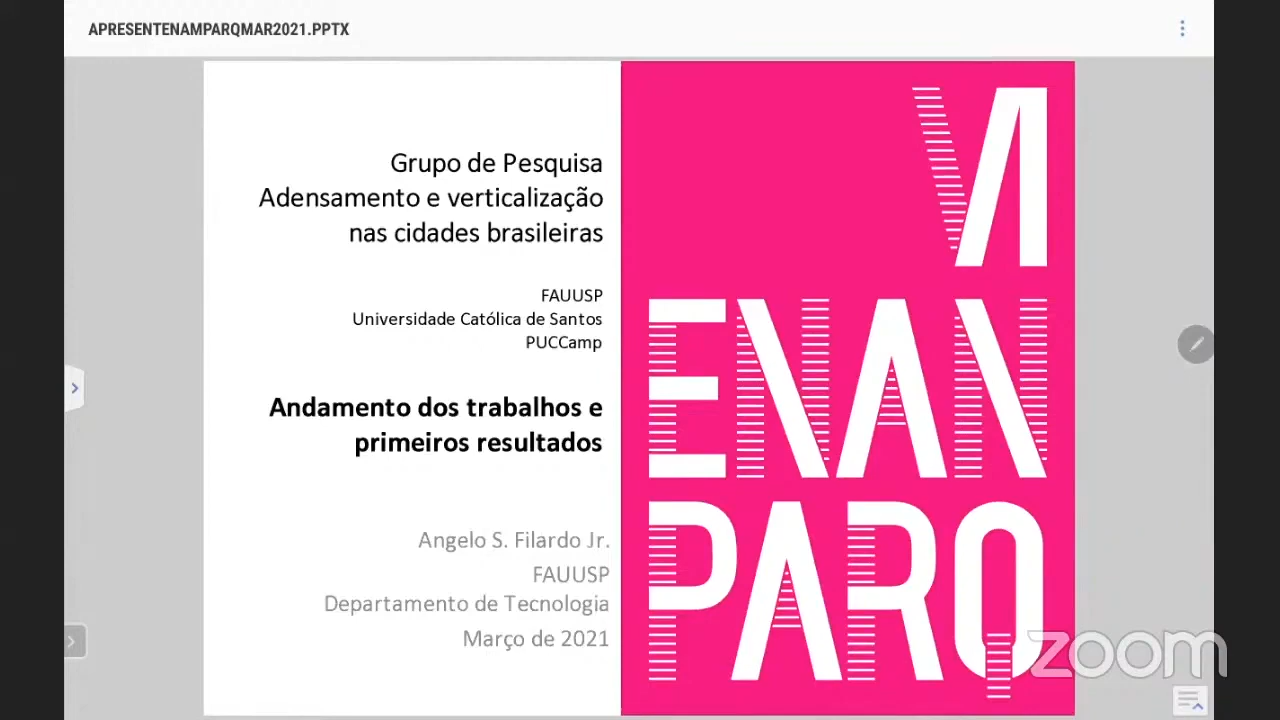 APRESENTENAMPARQMAR2021.PPTX
Grupo de Pesquisa
Adensamento e verticalização
nas cidades brasileiras
FAUUSP
Universidade Católica de Santos
PUCCamp
Andamento dos trabalhos e
primeiros resultados
Angelo S. Filardo Jr.
FAUUSP
Departamento de Tecnologia
Março de 2021
VI
ENAN
PARQ
zoom